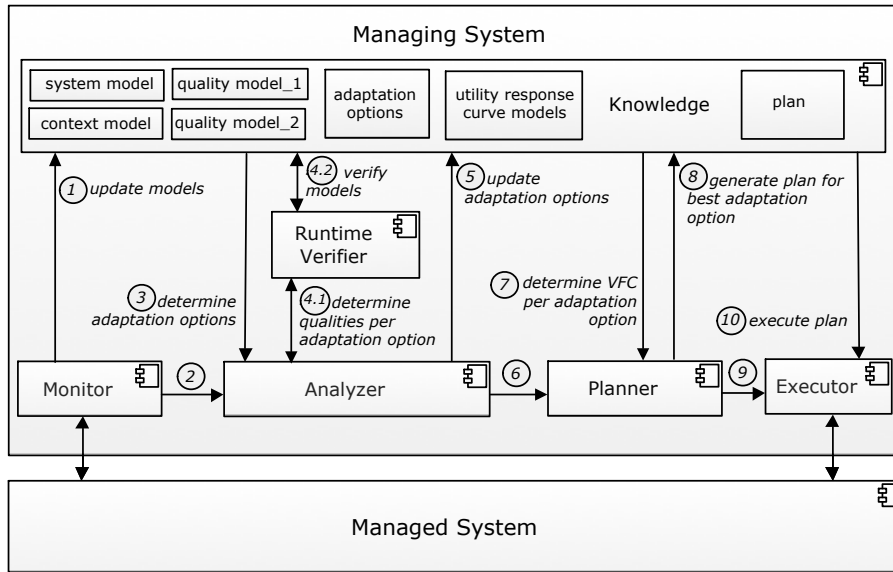 Managing System
system model
quality model_1
context model
quality model_2
adaptation
options
utility response
curve models
Knowledge
plan
1 update models
4.2 verify
models
5 update
adaptation options
8 generate plan for
best adaptation
option
Runtime
Verifier
3 determine
adaptation options
4.1 determine
qualities per
adaptation option
7 determine VFC
per adaptation
option
10 execute plan
Monitor
2
Analyzer
6
Planner
9
Executor
Managed System